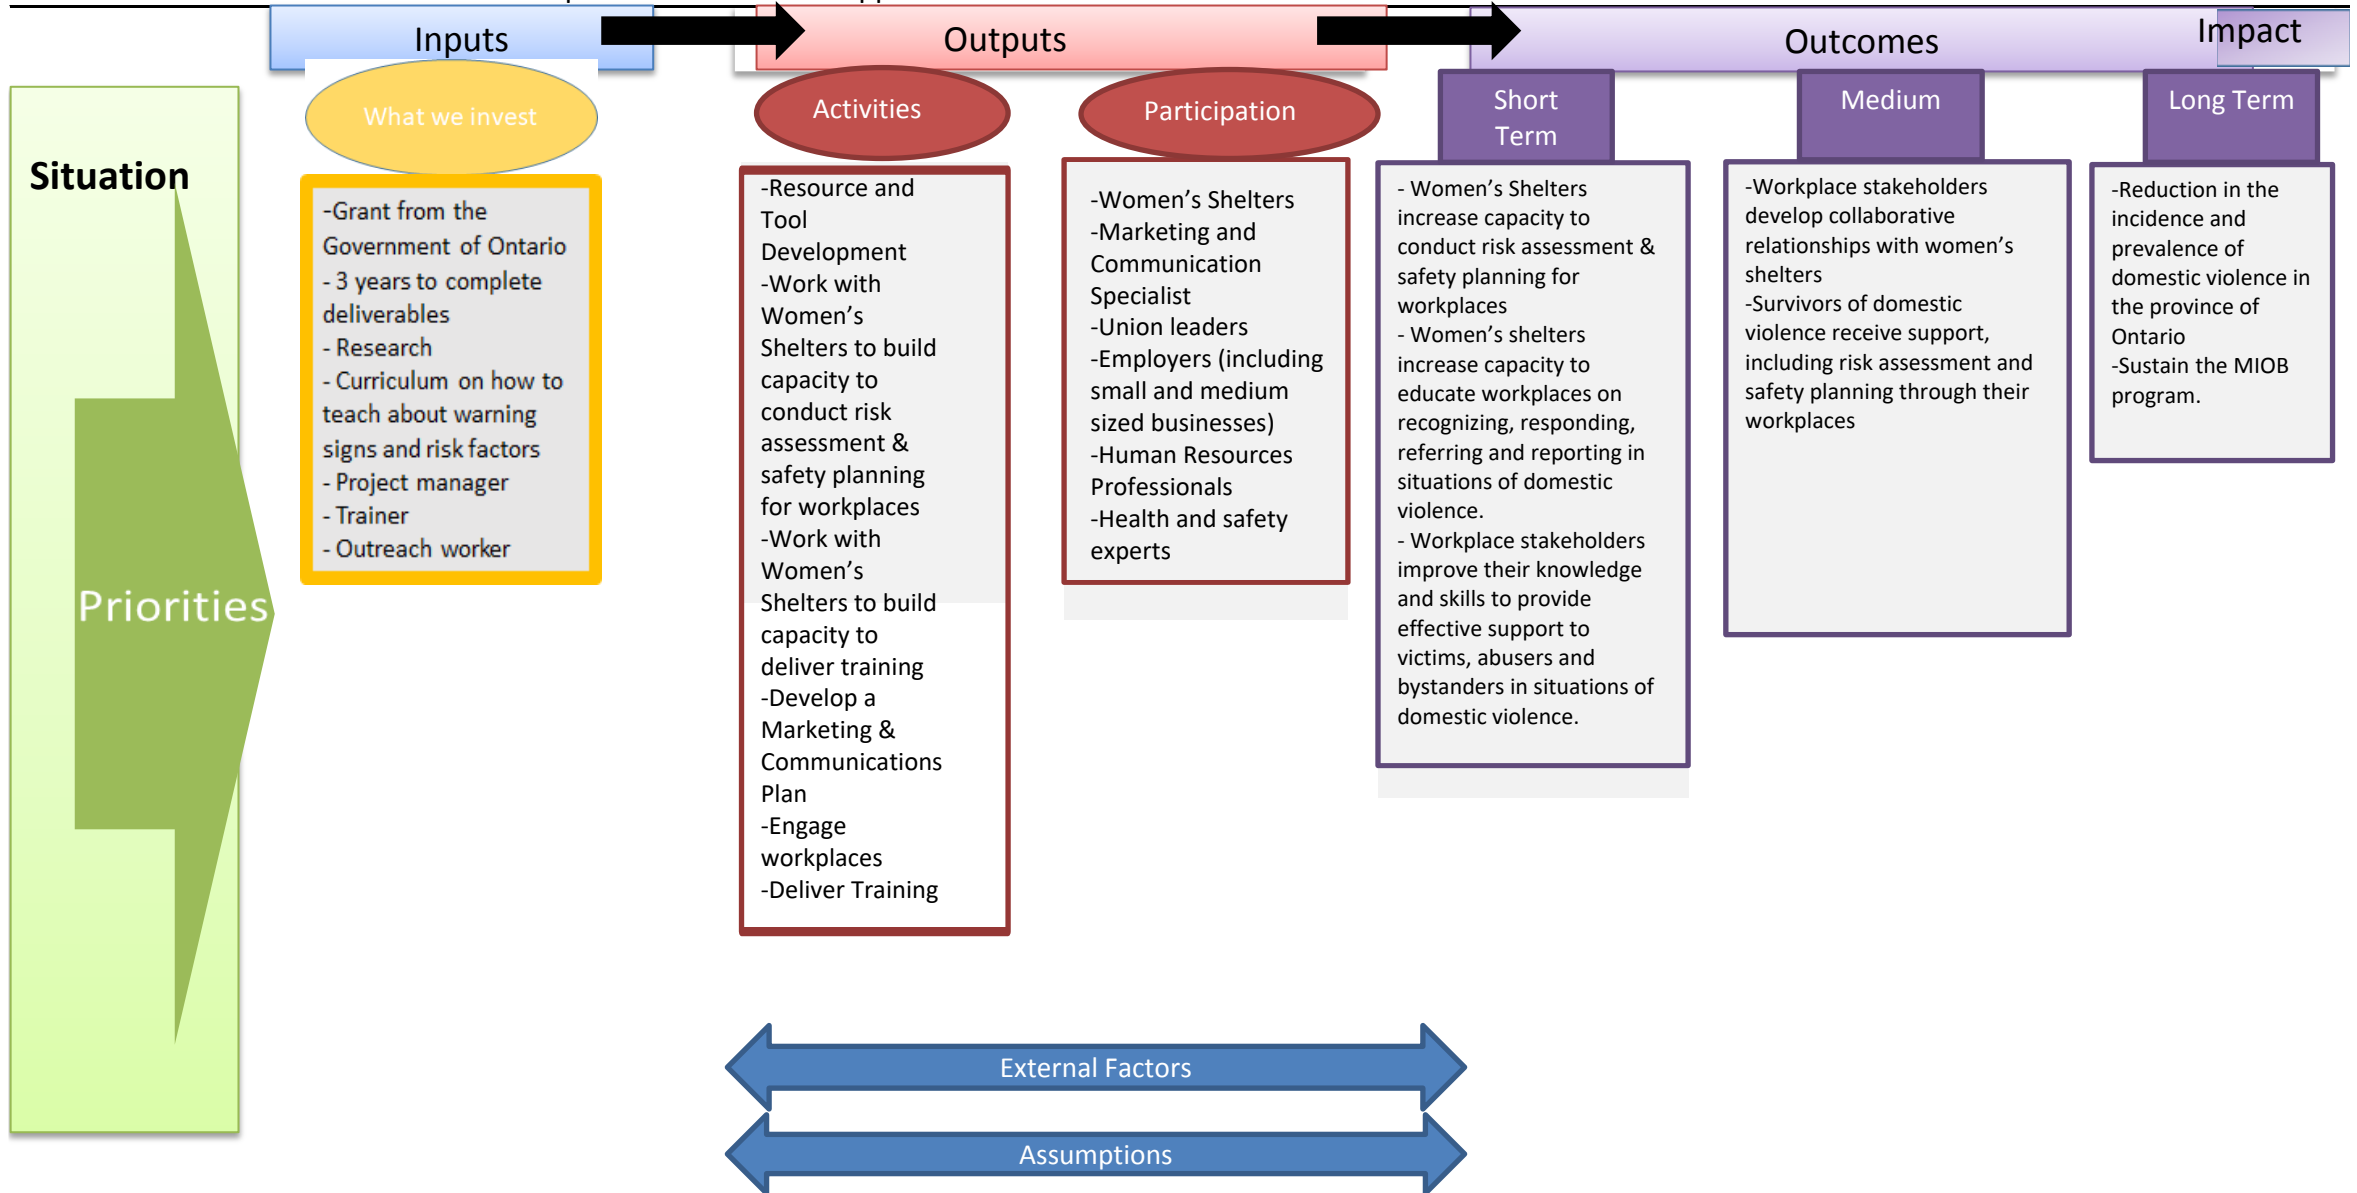 Inputs
Outputs
Outcomes
Impact
What we invest
Activities
Participation
Short
Term
Medium
Long Term
Situation
Priorities
-Grant from the
Government of Ontario
- 3 years to complete
deliverables
- Research
- Curriculum on how to
teach about warning
signs and risk factors
- Project manager
- Trainer
- Outreach worker
-Resource and
Tool
Development
-Work with
Women's
Shelters to build
capacity to
conduct risk
assessment &
safety planning
for workplaces
-Work with
Women's
Shelters to build
capacity to
deliver training
-Develop a
Marketing &
Communications
Plan
-Engage
workplaces
-Deliver Training
-Women's Shelters
-Marketing and
Communication
Specialist
-Union leaders
-Employers (including
small and medium
sized businesses)
-Human Resources
Professionals
-Health and safety
experts
- Women's Shelters
increase capacity to
conduct risk assessment &
safety planning for
workplaces
- Women's shelters
increase capacity to
educate workplaces on
recognizing, responding,
referring and reporting in
situations of domestic
violence.
- Workplace stakeholders
improve their knowledge
and skills to provide
effective support to
victims, abusers and
bystanders in situations of
domestic violence.
-Workplace stakeholders
develop collaborative
relationships with women's
shelters
-Survivors of domestic
violence receive support,
including risk assessment and
safety planning through their
workplaces
-Reduction in the
incidence and
prevalence of
domestic violence in
the province of
Ontario
-Sustain the MIOB
program.
External Factors
Assumptions